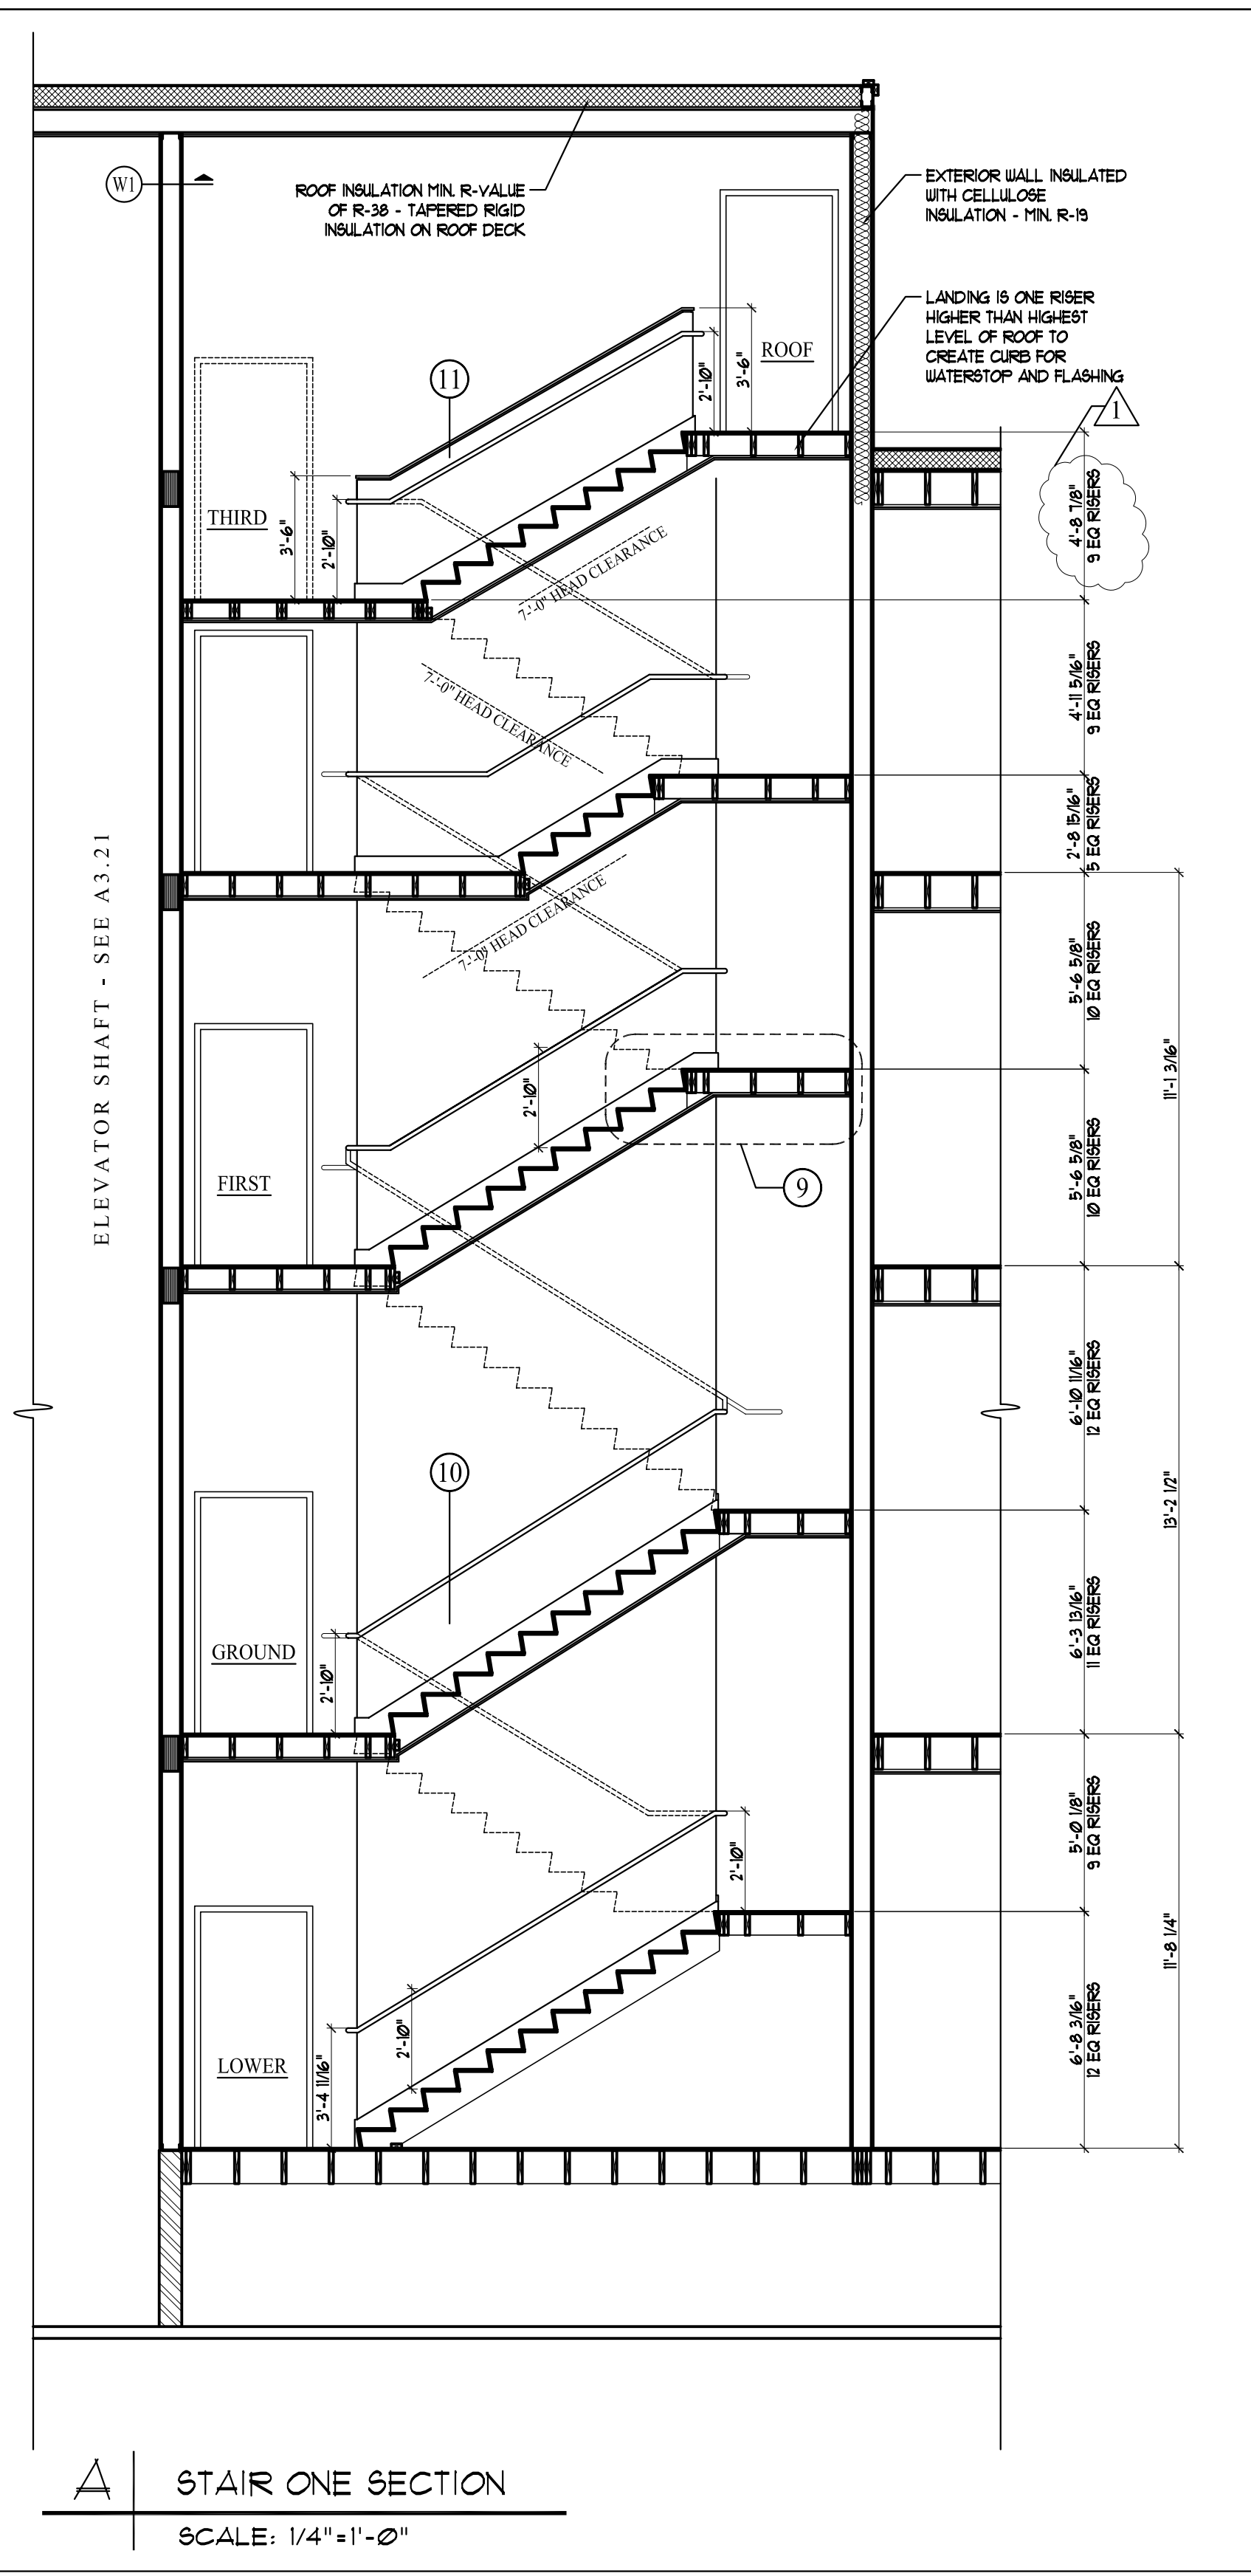 W1
ROOF INSULATION MIN. R-VALUE
OF R-38 - TAPERED RIGID
INSULATION ON ROOF DECK
EXTERIOR WALL INSULATED
WITH CELLULOSE
INSULATION - MIN. R-19
LANDING IS ONE RISER
HIGHER THAN HIGHEST
LEVEL OF ROOF TO
CREATE CURB FOR
WATERSTOP AND FLASHING
1
ROOF
2'-10"
3'-6"
11
THIRD
3'-6"
2'-10"
7'-0" HEAD CLEARANCE
4'-8 7/8"
9 EQ RISERS
7'-0" HEAD CLEARANCE
4'-11 5/16"
9 EQ RISERS
2'-8 15/16"
5 EQ RISERS
7'-0" HEAD CLEARANCE
ELEVATOR SHAFT - SEE A3.21
5'-6 5/8"
10 EQ RISERS
11'-1 3/16"
2'-10"
5'-6 5/8"
10 EQ RISERS
FIRST
9
6'-10 11/16"
12 EQ RISERS
13'-2 1/2"
10
GROUND
2'-10"
6'-3 13/16"
11 EQ RISERS
5'-0 1/8"
9 EQ RISERS
2'-10"
11'-8 1/4"
LOWER
3'-4 11/16"
2'-10"
6'-8 3/16"
12 EQ RISERS
A
STAIR ONE SECTION
SCALE: 1/4"=1'-0"